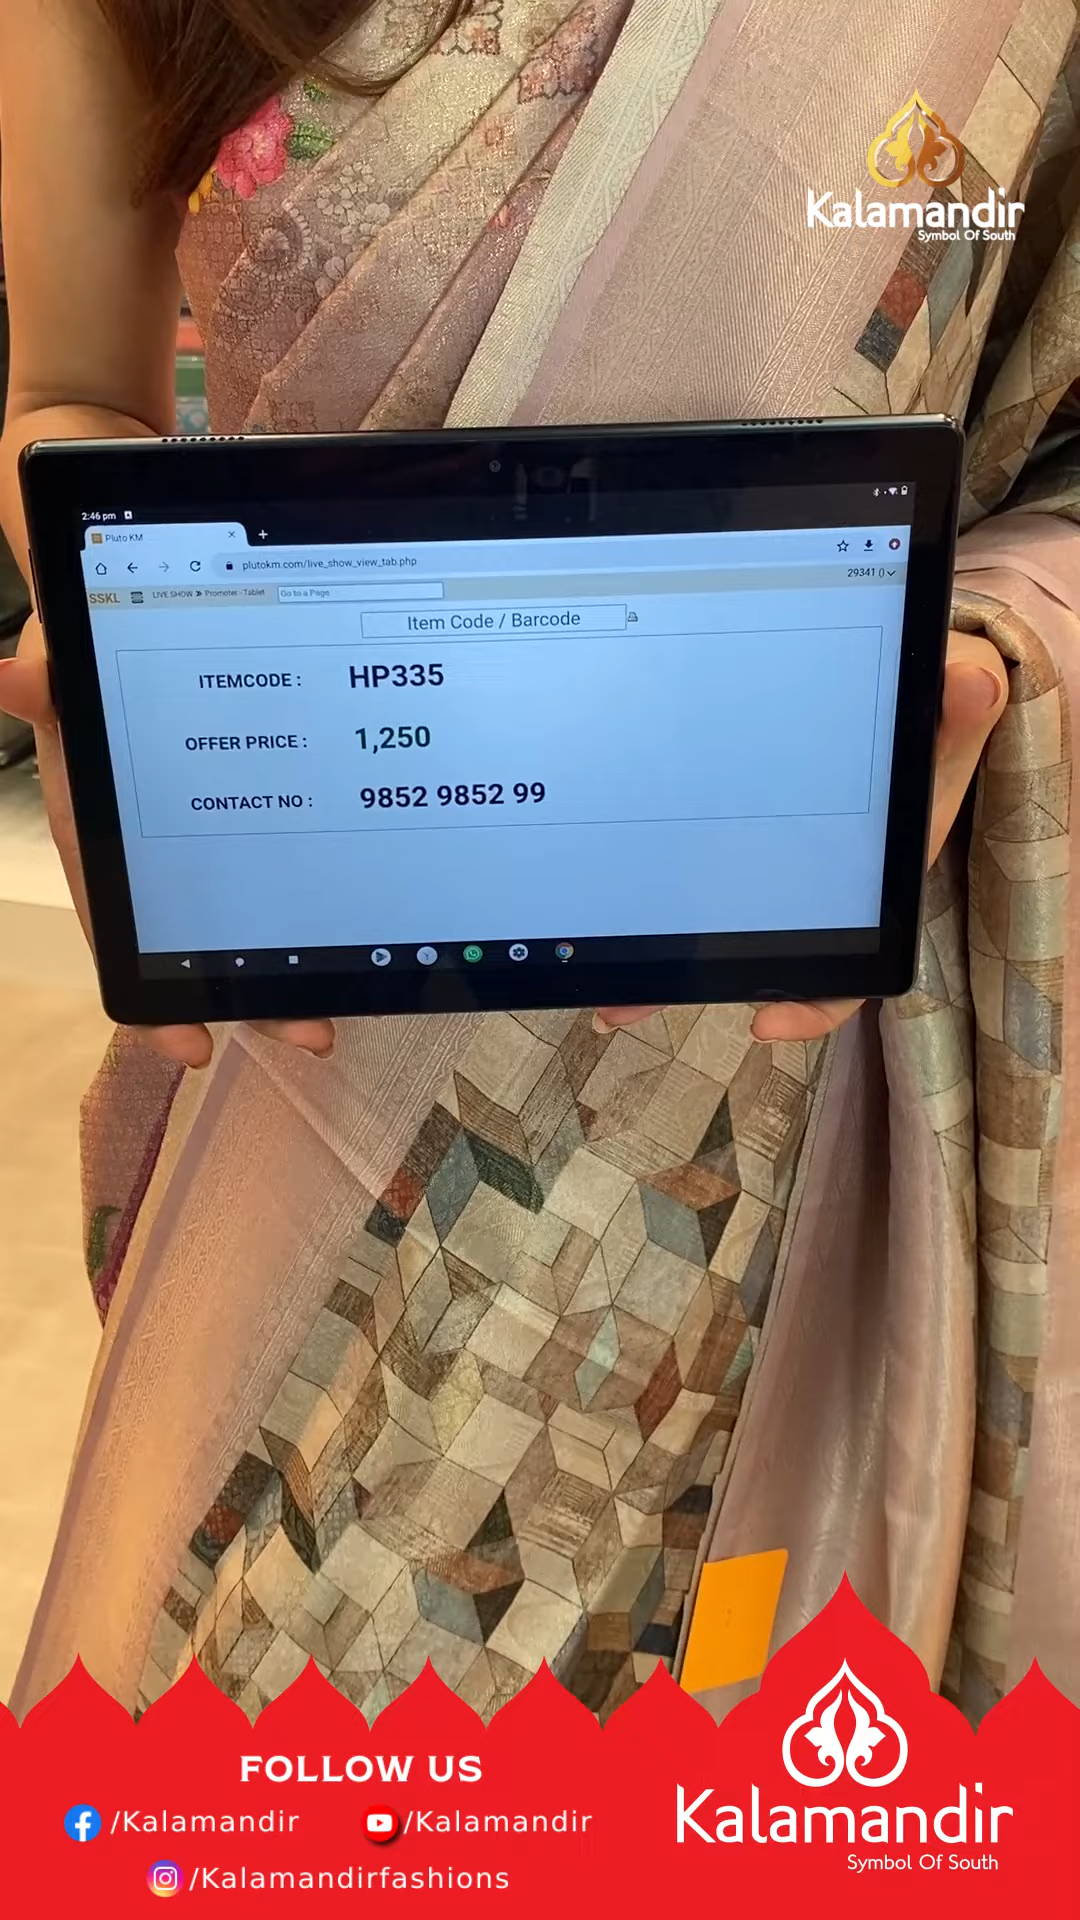 Kalamandir
Symbol Of South
2:46 pm
Pluto KM
plutokm.com/live_show_view_tab.php
29341 ()
SSKL
LIVE SHOW >> Promoter - Tablet
Go to a Page
Item Code / Barcode
ITEMCODE : HP335
OFFER PRICE : 1,250
CONTACT NO : 9852 9852 99
FOLLOW US
/Kalamandir
/Kalamandir
/Kalamandirfashions
Kalamandir
Symbol Of South